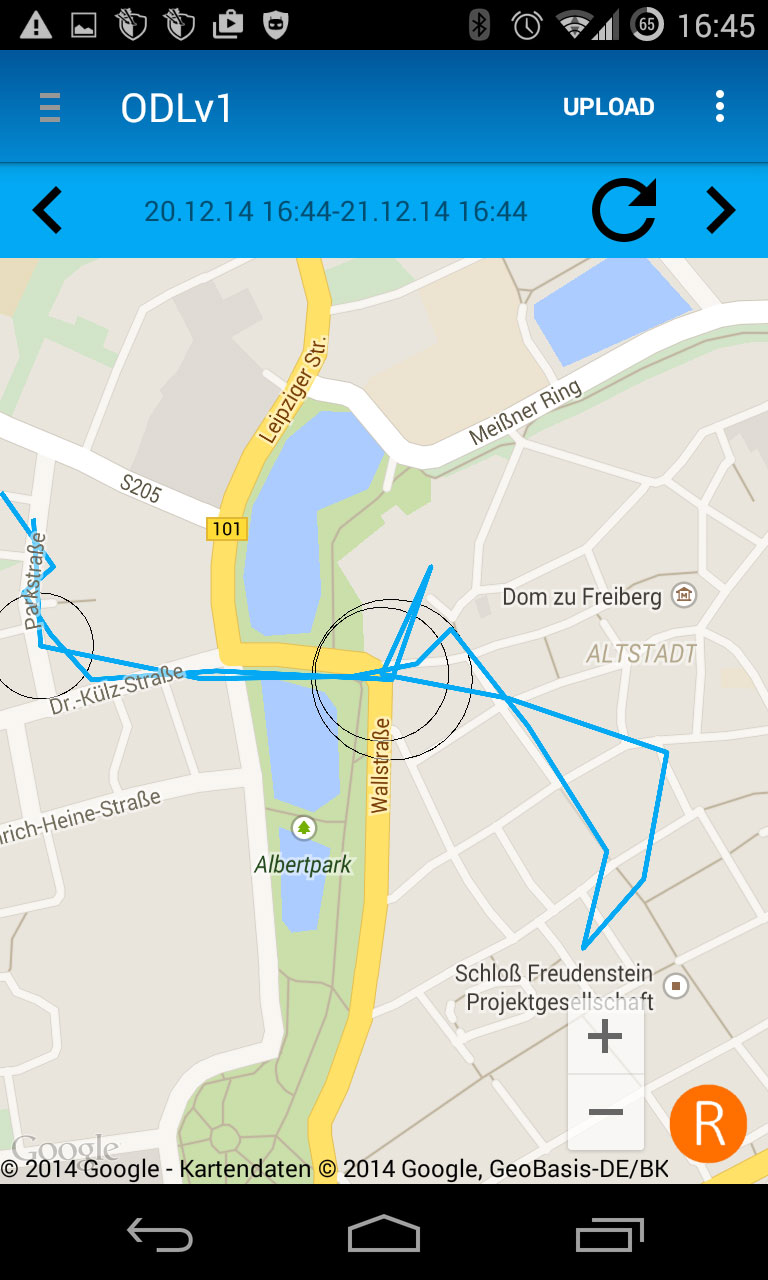 65 16:45
ODLv1
UPLOAD
20.12.14 16:44-21.12.14 16:44
Leipziger Str.
Meißner Ring
S205
101
Parkstraße
Dom zu Freiberg
ALTSTADT
Dr.-Külz-Straße
Wallstraße
nrich-Heine-Straße
Albertpark
Schloß Freudenstein
Projektgesellschaft
+
−
R
Google
© 2014 Google - Kartendaten © 2014 Google, GeoBasis-DE/BK